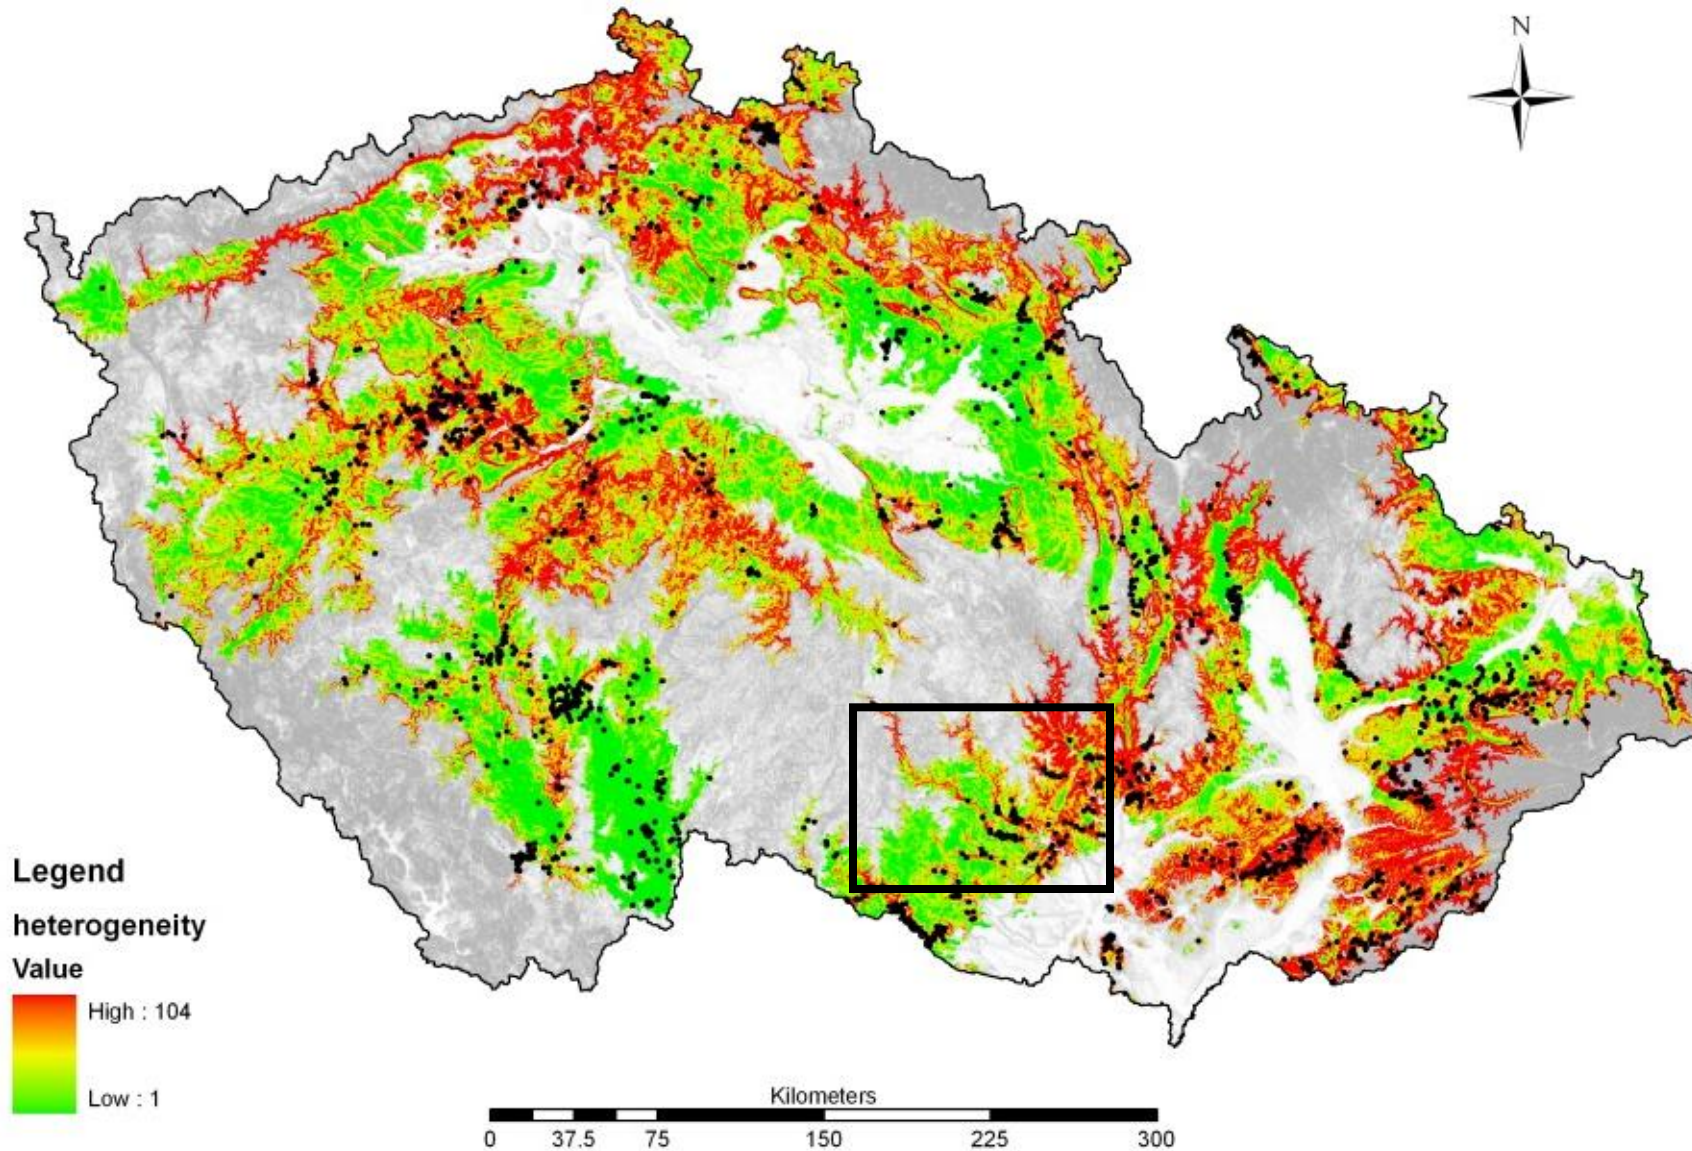 N
Legend
heterogeneity
Value
High : 104
Low : 1
Kilometers
0 37.5 75 150 225 300